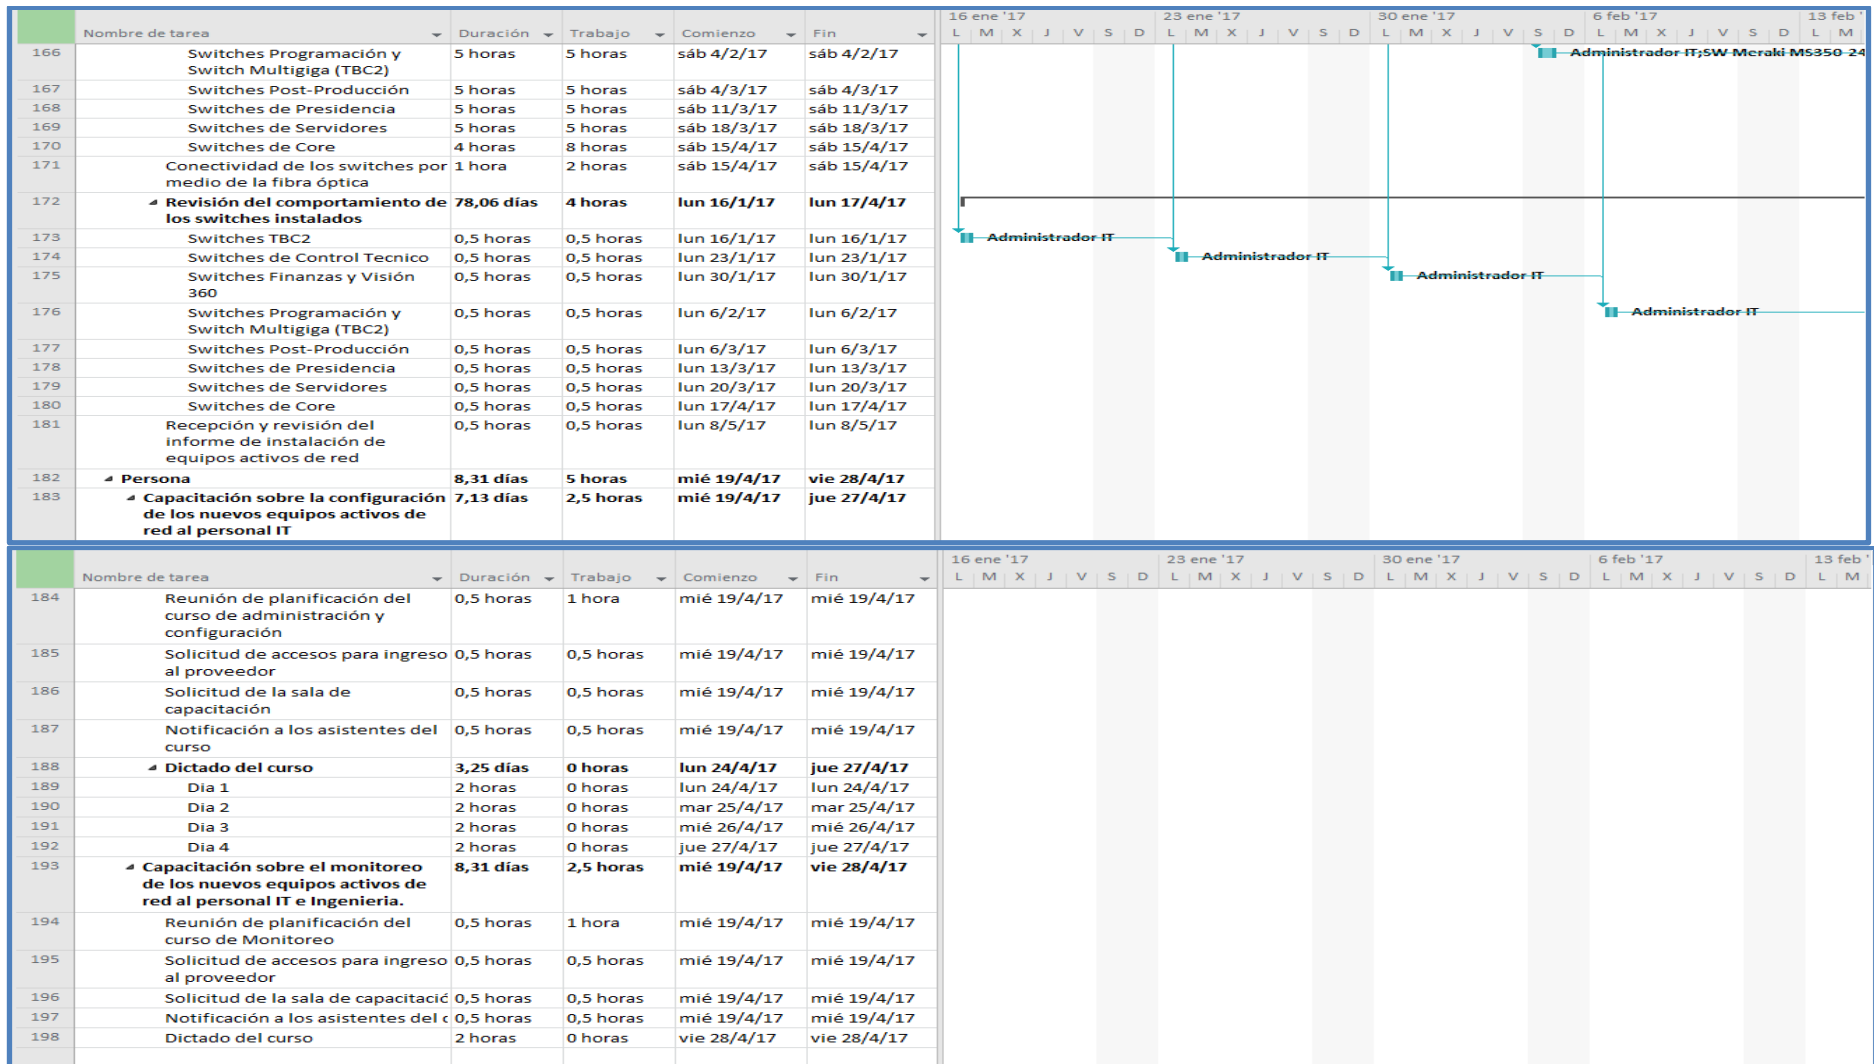 16 ene '17 23 ene '17 30 ene '17 6 feb '17 13 feb '
Nombre de tarea Duración Trabajo Comienzo Fin L M X J V S D L M X J V S D L M X J V S D L M X J V S D L M
166 Switches Programación y 5 horas 5 horas sáb 4/2/17 sáb 4/2/17 Administrador IT;SW Meraki MS350-24
Switch Multigiga (TBC2)
167 Switches Post-Producción 5 horas 5 horas sáb 4/3/17 sáb 4/3/17
168 Switches de Presidencia 5 horas 5 horas sáb 11/3/17 sáb 11/3/17
169 Switches de Servidores 5 horas 5 horas sáb 18/3/17 sáb 18/3/17
170 Switches de Core 4 horas 8 horas sáb 15/4/17 sáb 15/4/17
171 Conectividad de los switches por 1 hora 2 horas sáb 15/4/17 sáb 15/4/17
medio de la fibra óptica
172 Revisión del comportamiento de 78,06 días 4 horas lun 16/1/17 lun 17/4/17
los switches instalados
173 Switches TBC2 0,5 horas 0,5 horas lun 16/1/17 lun 16/1/17 Administrador IT
174 Switches de Control Tecnico 0,5 horas 0,5 horas lun 23/1/17 lun 23/1/17 Administrador IT
175 Switches Finanzas y Visión 0,5 horas 0,5 horas lun 30/1/17 lun 30/1/17 Administrador IT
360
176 Switches Programación y 0,5 horas 0,5 horas lun 6/2/17 lun 6/2/17 Administrador IT
Switch Multigiga (TBC2)
177 Switches Post-Producción 0,5 horas 0,5 horas lun 6/3/17 lun 6/3/17
178 Switches de Presidencia 0,5 horas 0,5 horas lun 13/3/17 lun 13/3/17
179 Switches de Servidores 0,5 horas 0,5 horas lun 20/3/17 lun 20/3/17
180 Switches de Core 0,5 horas 0,5 horas lun 17/4/17 lun 17/4/17
181 Recepción y revisión del 0,5 horas 0,5 horas lun 8/5/17 lun 8/5/17
informe de instalación de
equipos activos de red
182 Persona 8,31 días 5 horas mié 19/4/17 vie 28/4/17
183 Capacitación sobre la configuración 7,13 días 2,5 horas mié 19/4/17 jue 27/4/17
de los nuevos equipos activos de
red al personal IT
16 ene '17 23 ene '17 30 ene '17 6 feb '17 13 feb '
Nombre de tarea Duración Trabajo Comienzo Fin L M X J V S D L M X J V S D L M X J V S D L M X J V S D L M
184 Reunión de planificación del 0,5 horas 1 hora mié 19/4/17 mié 19/4/17
curso de administración y
configuración
185 Solicitud de accesos para ingreso 0,5 horas 0,5 horas mié 19/4/17 mié 19/4/17
al proveedor
186 Solicitud de la sala de 0,5 horas 0,5 horas mié 19/4/17 mié 19/4/17
capacitación
187 Notificación a los asistentes del 0,5 horas 0,5 horas mié 19/4/17 mié 19/4/17
curso
188 Dictado del curso 3,25 días 0 horas lun 24/4/17 jue 27/4/17
189 Dia 1 2 horas 0 horas lun 24/4/17 lun 24/4/17
190 Dia 2 2 horas 0 horas mar 25/4/17 mar 25/4/17
191 Dia 3 2 horas 0 horas mié 26/4/17 mié 26/4/17
192 Dia 4 2 horas 0 horas jue 27/4/17 jue 27/4/17
193 Capacitación sobre el monitoreo 8,31 días 2,5 horas mié 19/4/17 vie 28/4/17
de los nuevos equipos activos de
red al personal IT e Ingenieria.
194 Reunión de planificación del 0,5 horas 1 hora mié 19/4/17 mié 19/4/17
curso de Monitoreo
195 Solicitud de accesos para ingreso 0,5 horas 0,5 horas mié 19/4/17 mié 19/4/17
al proveedor
196 Solicitud de la sala de capacitació 0,5 horas 0,5 horas mié 19/4/17 mié 19/4/17
197 Notificación a los asistentes del c 0,5 horas 0,5 horas mié 19/4/17 mié 19/4/17
198 Dictado del curso 2 horas 0 horas vie 28/4/17 vie 28/4/17